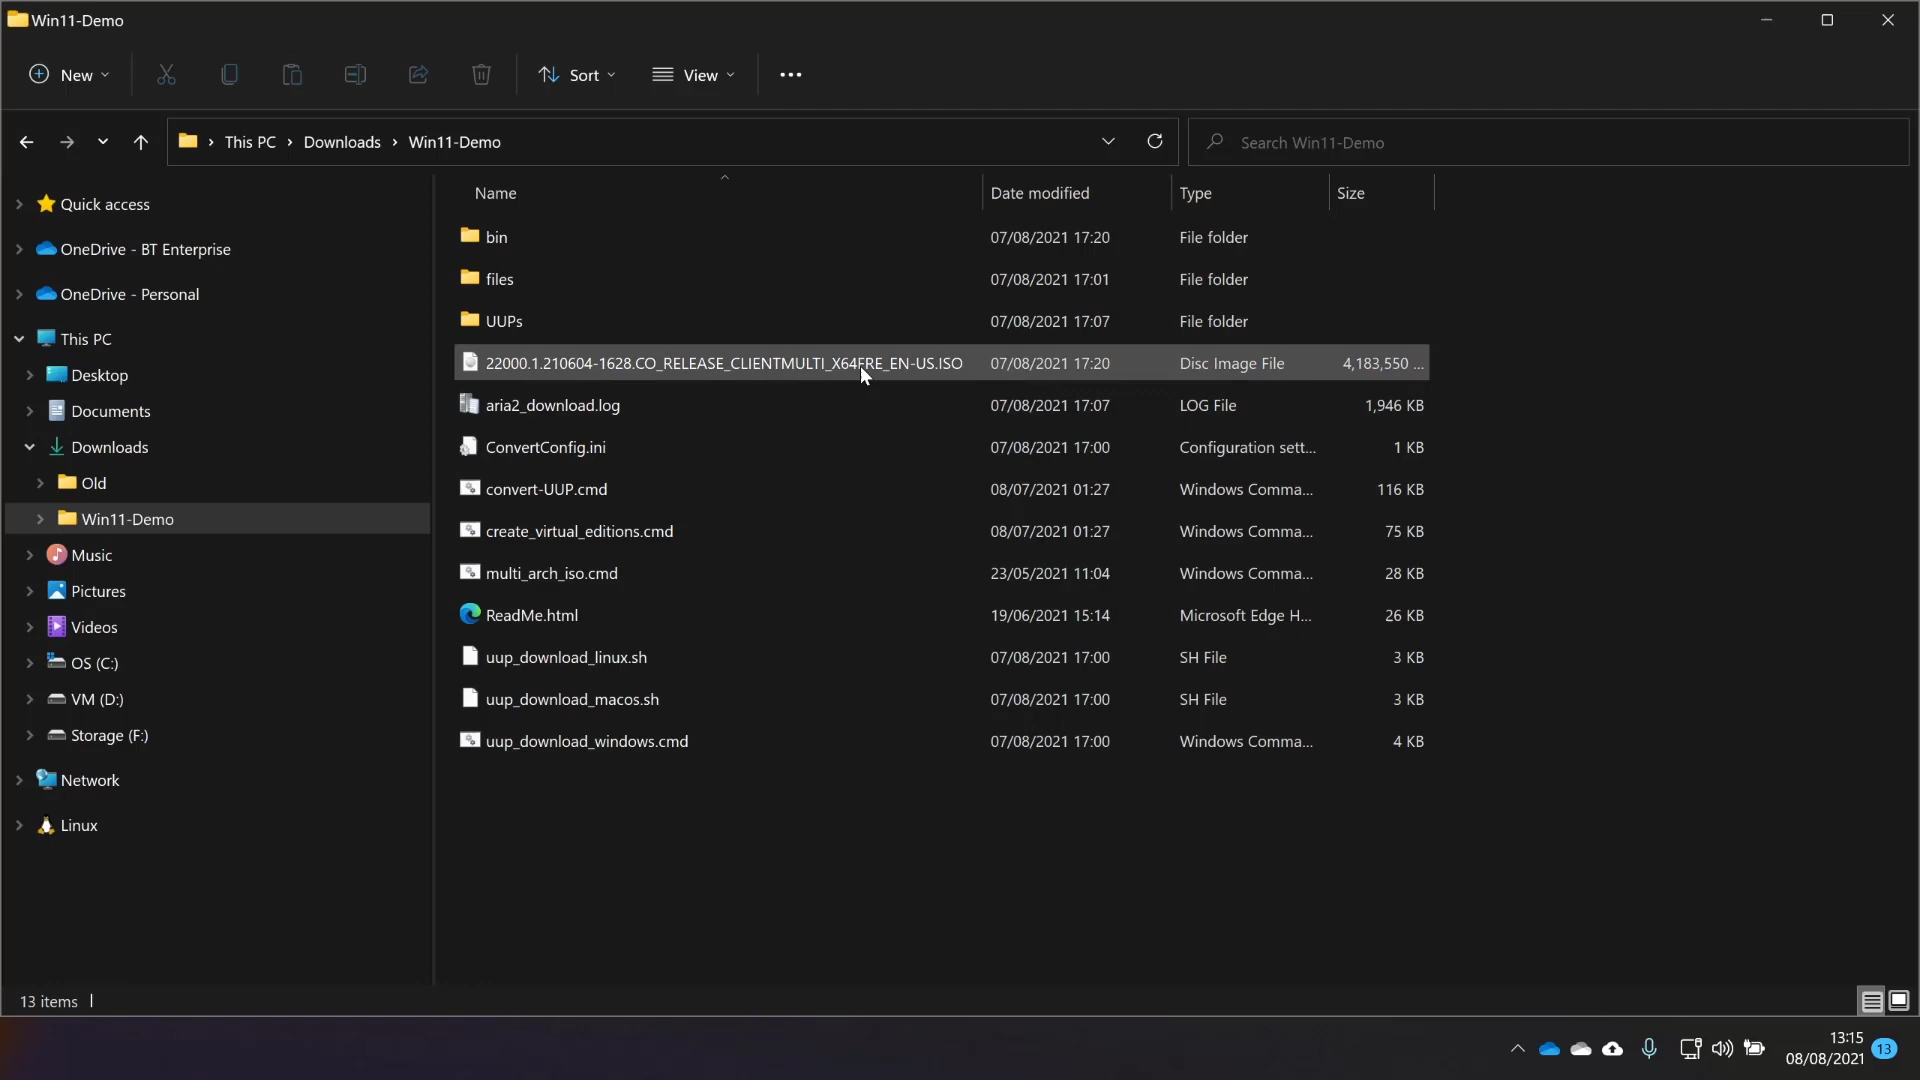 Win11-Demo
New Sort View
This PC > Downloads > Win11-Demo Search Win11-Demo
Name Date modified Type Size
Quick access
OneDrive - BT Enterprise
OneDrive - Personal
This PC
Desktop
Documents
Downloads
Old
Win11-Demo
Music
Pictures
Videos
OS (C:)
VM (D:)
Storage (F:)
Network
Linux
bin 07/08/2021 17:20 File folder
files 07/08/2021 17:01 File folder
UUPs 07/08/2021 17:07 File folder
22000.1.210604-1628.CO_RELEASE_CLIENTMULTI_X64FRE_EN-US.ISO 07/08/2021 17:20 Disc Image File 4,183,550 ...
aria2_download.log 07/08/2021 17:07 LOG File 1,946 KB
ConvertConfig.ini 07/08/2021 17:00 Configuration sett... 1 KB
convert-UUP.cmd 08/07/2021 01:27 Windows Comma... 116 KB
create_virtual_editions.cmd 08/07/2021 01:27 Windows Comma... 75 KB
multi_arch_iso.cmd 23/05/2021 11:04 Windows Comma... 28 KB
ReadMe.html 19/06/2021 15:14 Microsoft Edge H... 26 KB
uup_download_linux.sh 07/08/2021 17:00 SH File 3 KB
uup_download_macos.sh 07/08/2021 17:00 SH File 3 KB
uup_download_windows.cmd 07/08/2021 17:00 Windows Comma... 4 KB
13 items
13:15
08/08/2021 13